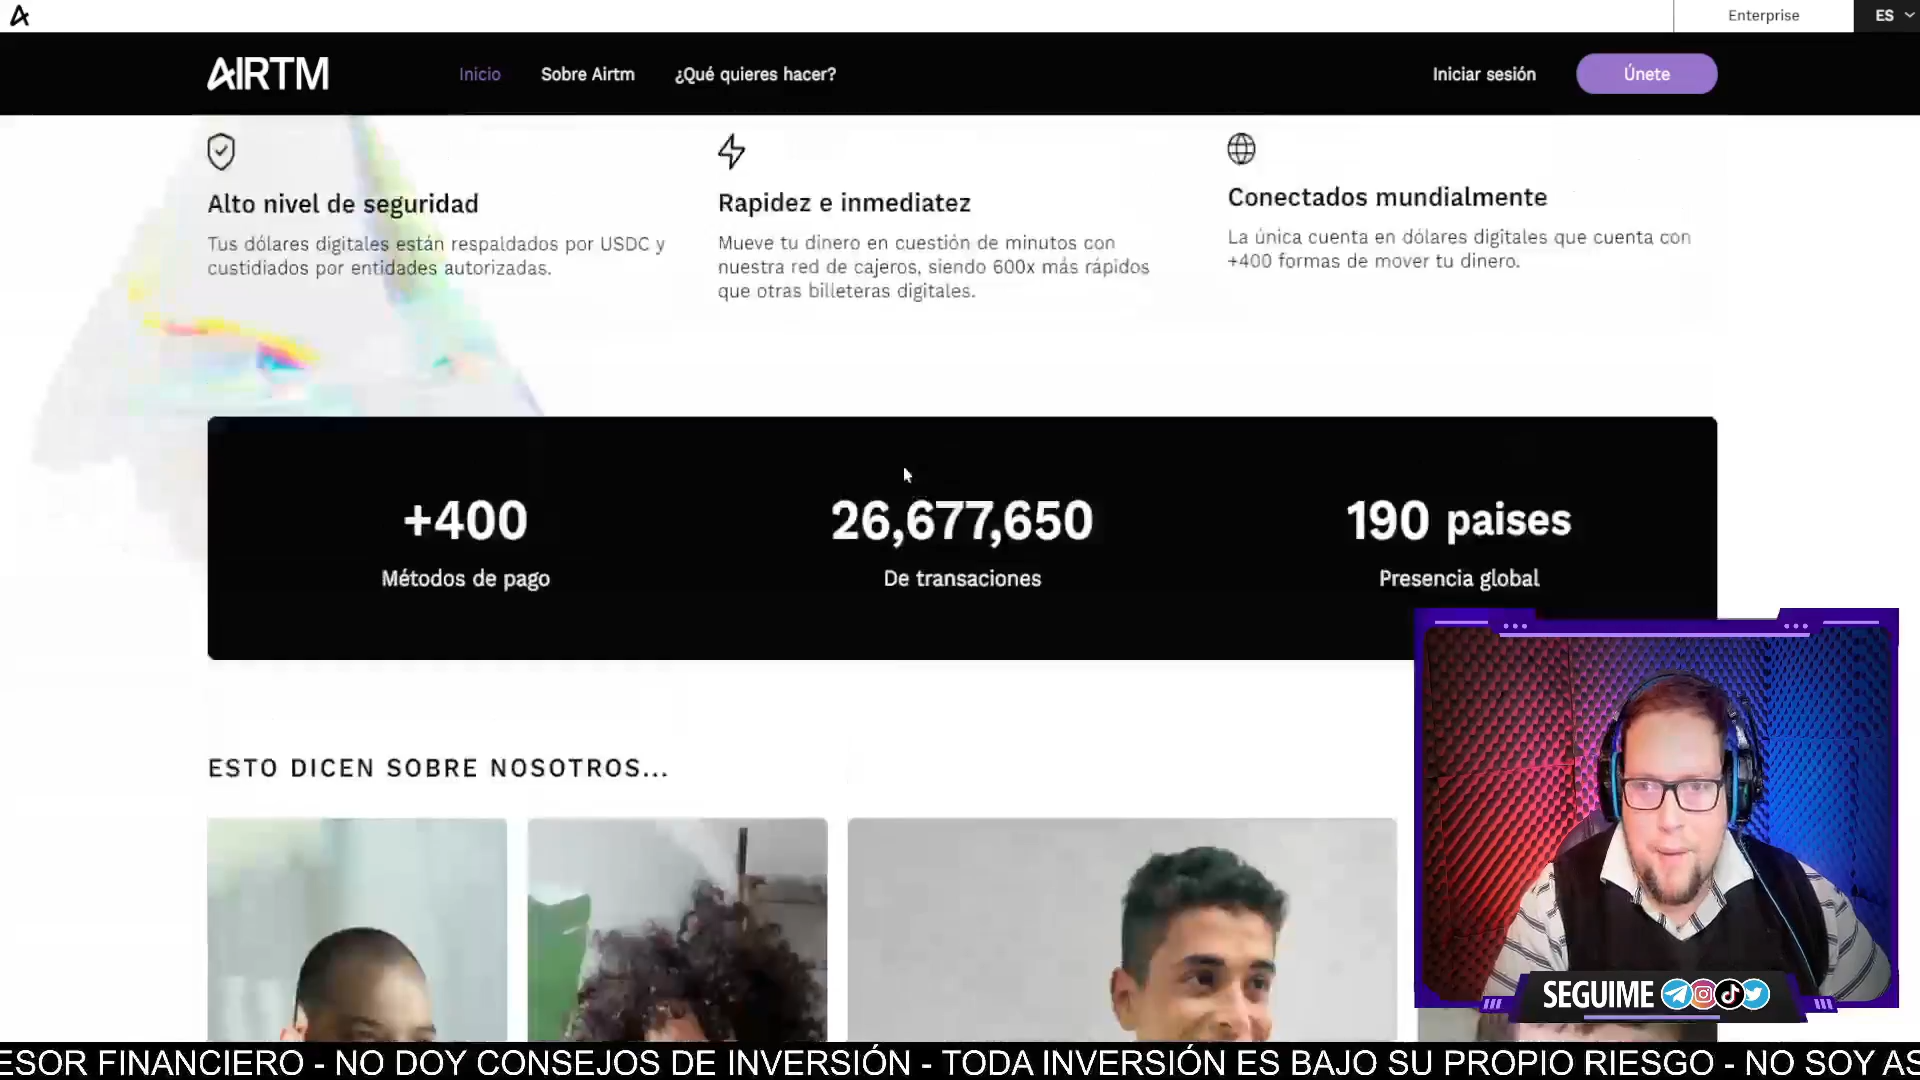 Enterprise
ES
AIRTM
Inicio
Sobre Airtm
¿Qué quieres hacer?
Iniciar sesión
Únete
Alto nivel de seguridad
Tus dólares digitales están respaldados por USDC y
custidiados por entidades autorizadas.
Rapidez e inmediatez
Mueve tu dinero en cuestión de minutos con
nuestra red de cajeros, siendo 600x más rápidos
que otras billeteras digitales.
Conectados mundialmente
La única cuenta en dólares digitales que cuenta con
+400 formas de mover tu dinero.
+400
Métodos de pago
26,677,650
De transaciones
190 paises
Presencia global
ESTO DICEN SOBRE NOSOTROS...
SEGUIME
ESOR FINANCIERO - NO DOY CONSEJOS DE INVERSIÓN - TODA INVERSIÓN ES BAJO SU PROPIO RIESGO - NO SOY AS